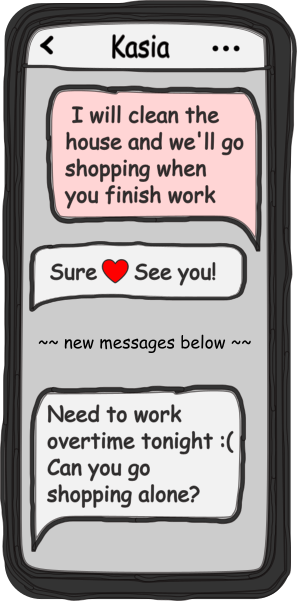 Kasia
I will clean the
house and we'll go
shopping when
you finish work
Sure ❤ See you!
~~ new messages below ~~
Need to work
overtime tonight :(
Can you go
shopping alone?